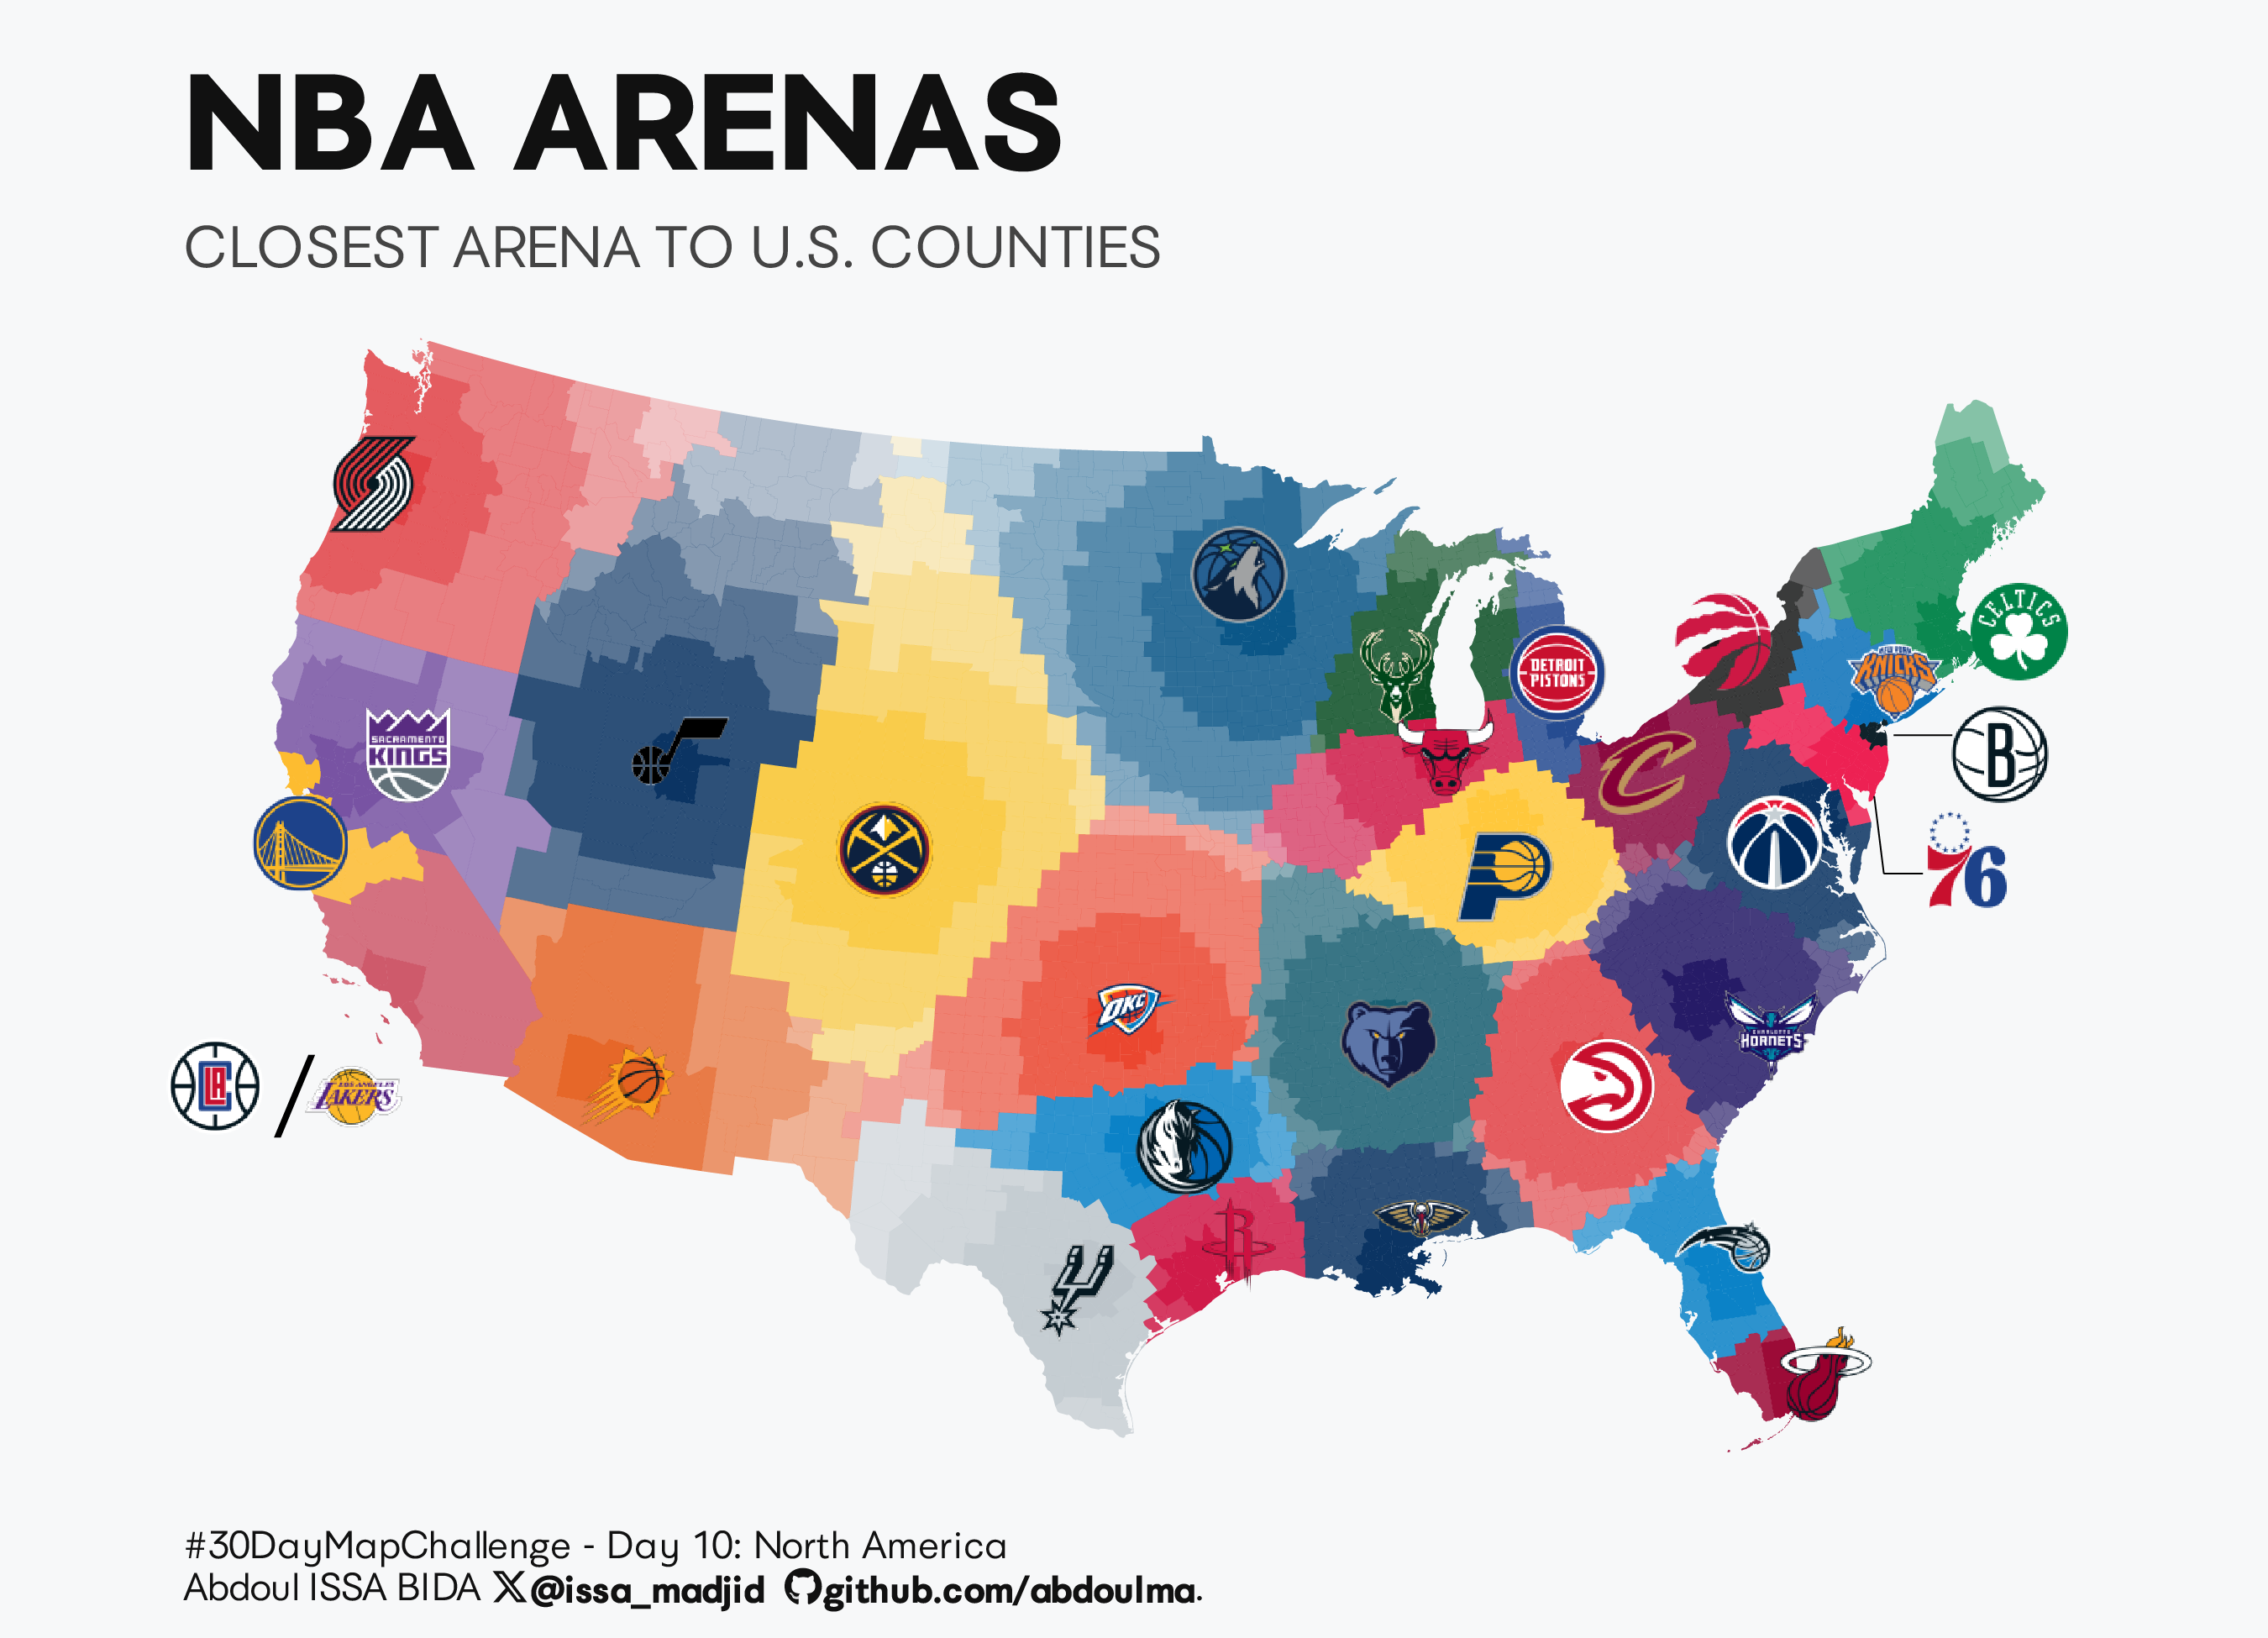 NBA ARENAS
CLOSEST ARENA TO U.S. COUNTIES
CELTICS
NEW YORK
KNICKS
DETROIT
PISTONS
SACRAMENTO
KINGS
B
C
76
P
OKC
CHARLOTTE
HORNETS
LAC
/
LOS ANGELES
LAKERS
R
#30DayMapChallenge - Day 10: North America
Abdoul ISSA BIDA X@issa_madjid github.com/abdoulma.